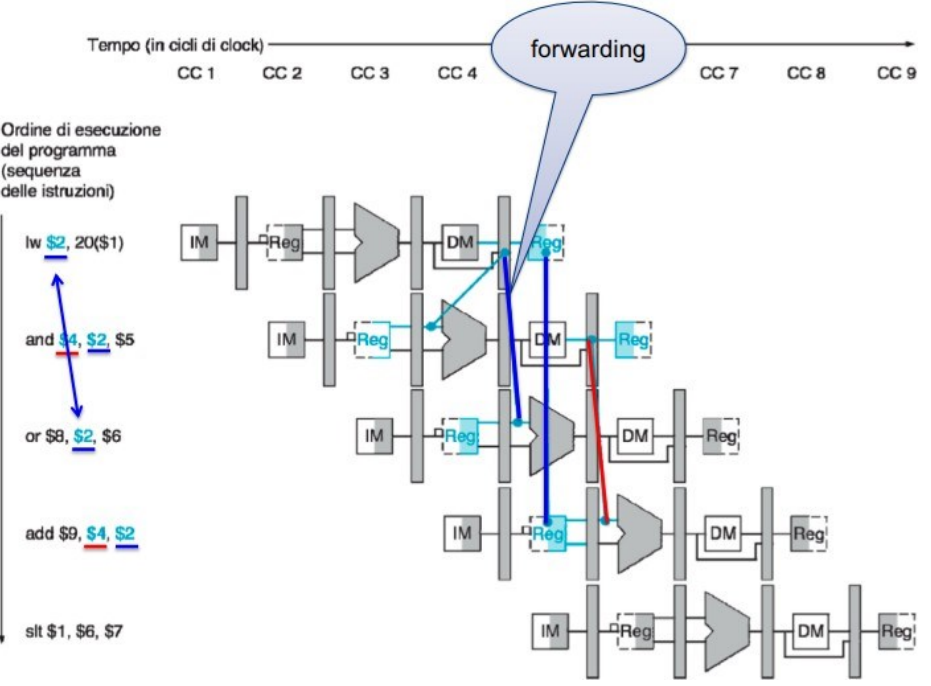 forwarding
Tempo (in cicli di clock)
CC 1 CC 2 CC 3 CC 4 CC 7 CC 8 CC 9
Ordine di esecuzione
del programma
(sequenza
delle istruzioni)
lw $2, 20($1)
IM Reg DM Reg
and $4, $2, $5
IM Reg DM Reg
or $8, $2, $6
IM Reg DM Reg
add $9, $4, $2
IM Reg DM Reg
slt $1, $6, $7
IM Reg DM Reg